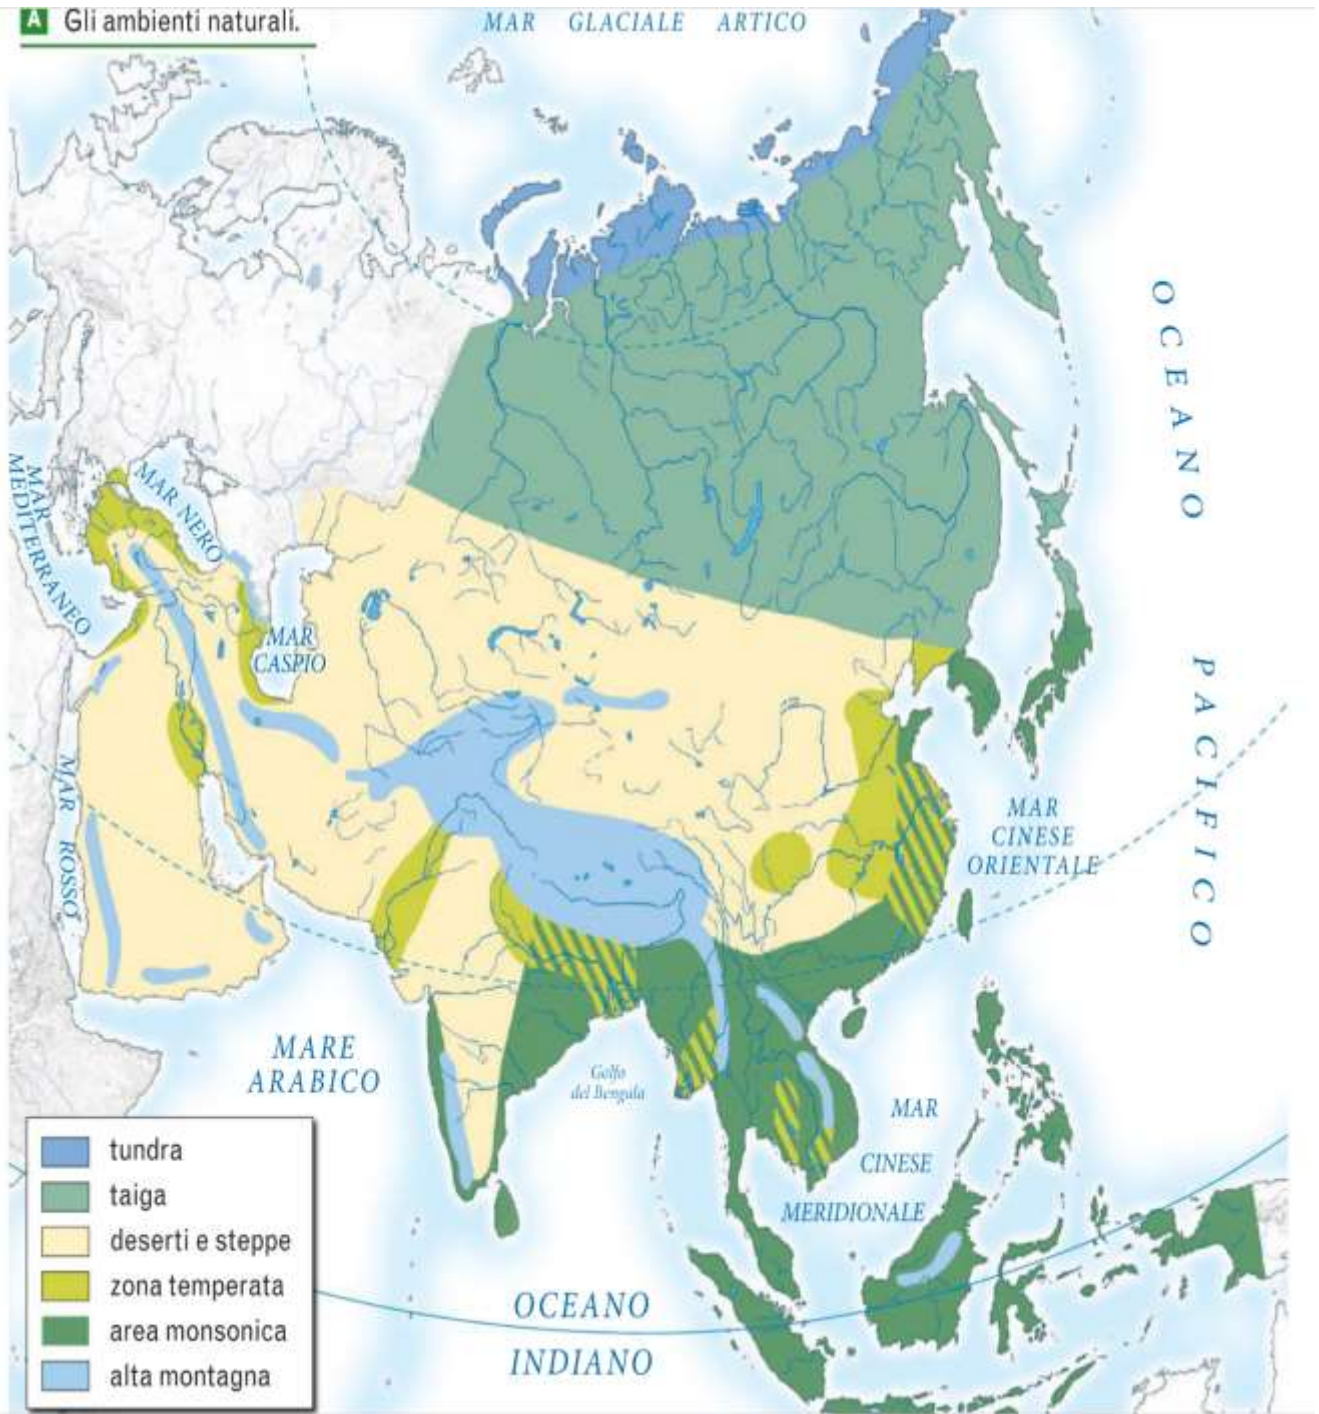 A Gli ambienti naturali.
MAR GLACIALE ARTICO
OCEANO
PACIFICO
MAR NERO
MAR
MEDITERRANEO
MAR
CASPIO
MAR ROSSO
MAR
CINESE
ORIENTALE
MARE
ARABICO
Golfo
del Bengala
MAR
CINESE
MERIDIONALE
OCEANO
INDIANO
tundra
taiga
deserti e steppe
zona temperata
area monsonica
alta montagna